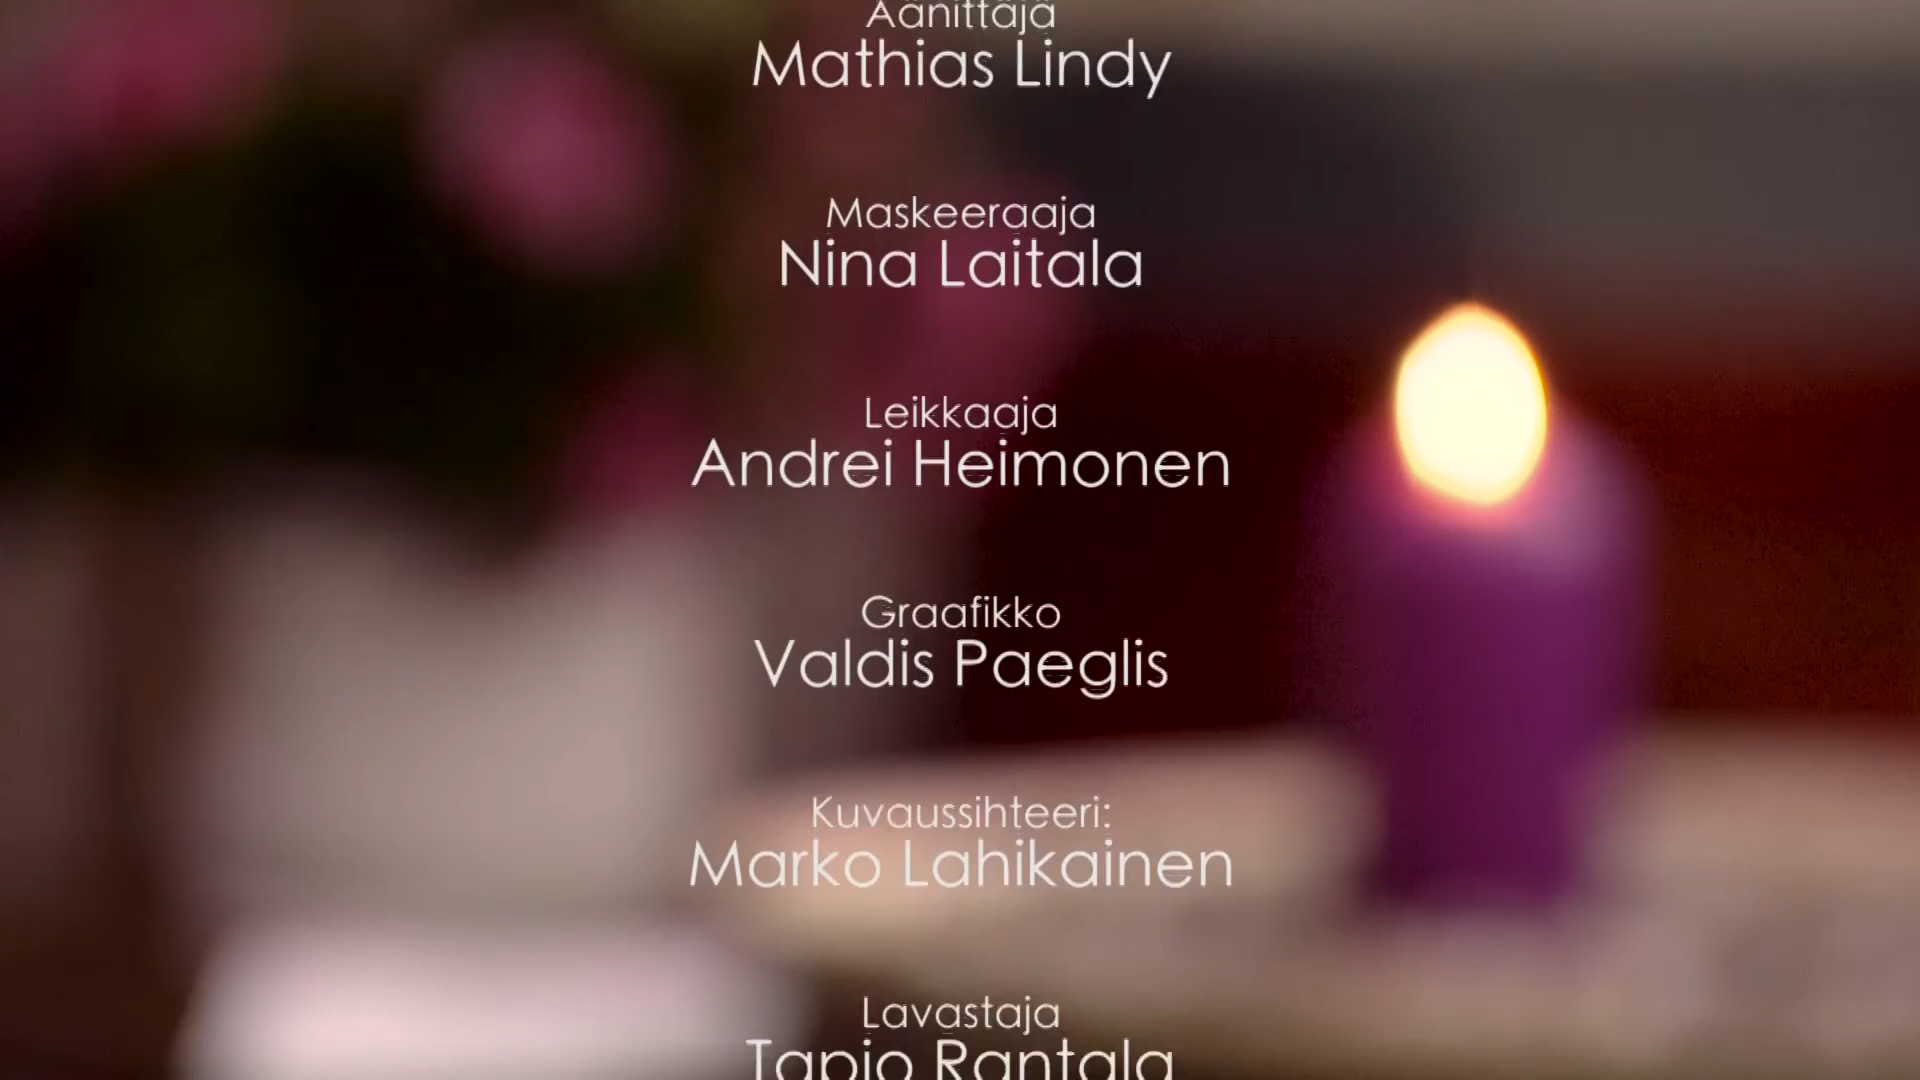 Äänittäjä
Mathias Lindy
Maskeeraaja
Nina Laitala
Leikkaaja
Andrei Heimonen
Graafikko
Valdis Paeglis
Kuvaussihteeri:
Marko Lahikainen
Lavastaja
Tapio Rantala